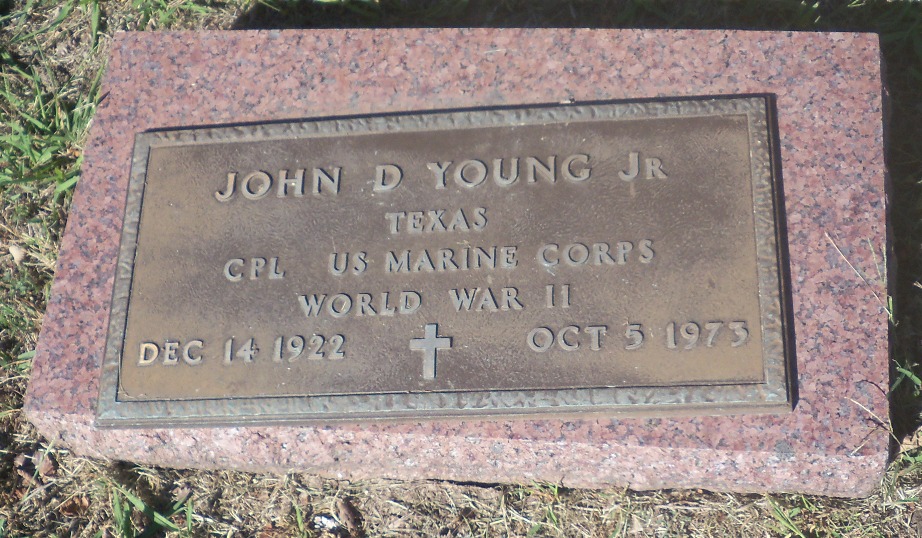 JOHN D YOUNG JR
TEXAS
CPL US MARINE CORPS
WORLD WAR II
DEC 14 1922 OCT 5 1973